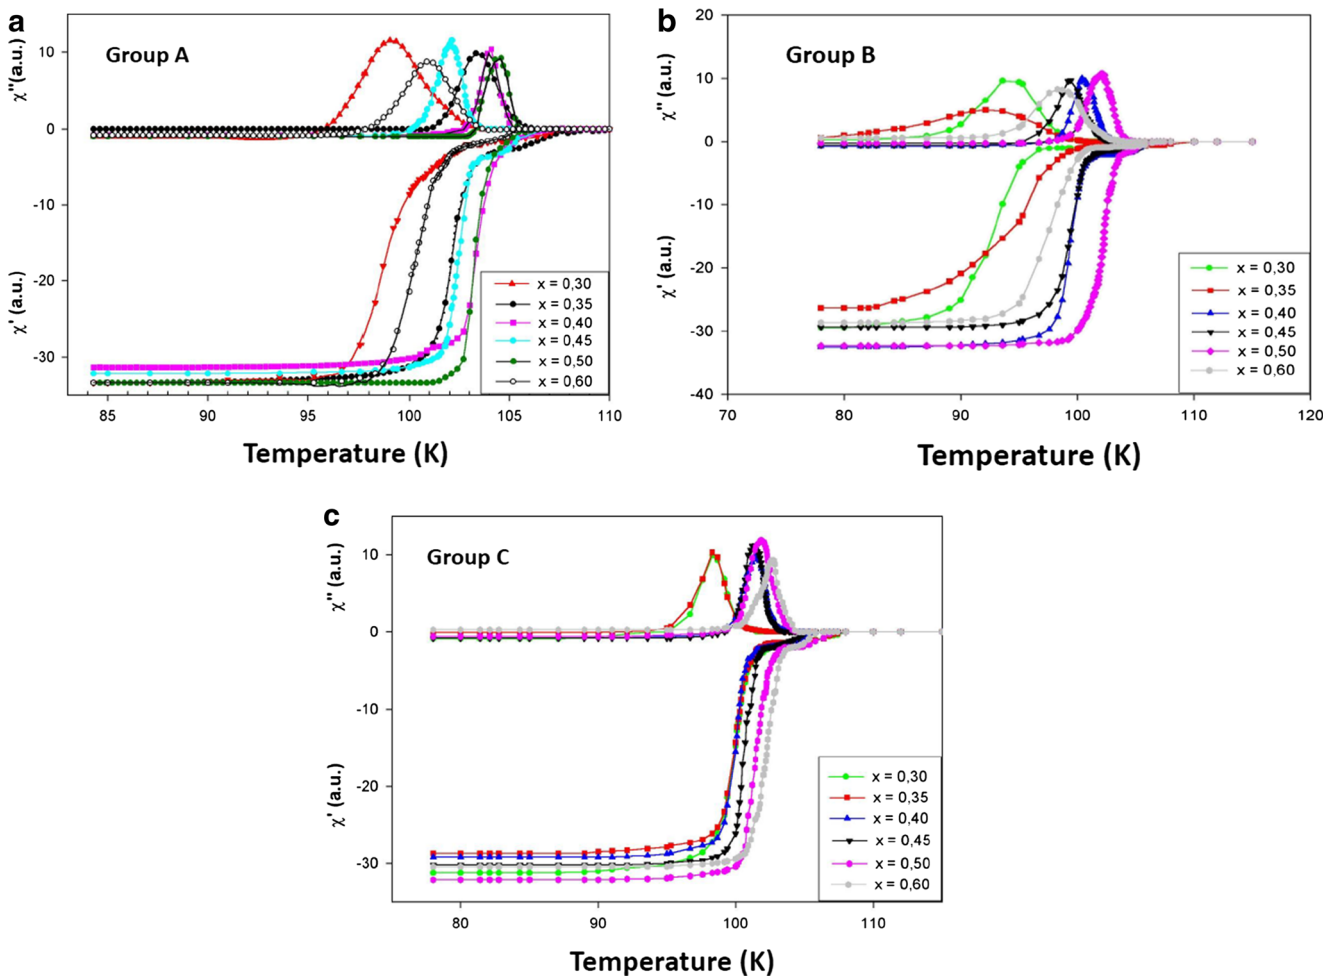 a
Group A
χ''(a.u.)
χ' (a.u.)
10
0
-10
-20
-30
85 90 95 100 105 110
Temperature (K)
x = 0,30
x = 0,35
x = 0,40
x = 0,45
x = 0,50
x = 0,60
b
Group B
χ'' (a.u.)
χ' (a.u.)
20
10
0
-10
-20
-30
-40
70 80 90 100 110 120
Temperature (K)
x = 0,30
x = 0,35
x = 0,40
x = 0,45
x = 0,50
x = 0,60
c
Group C
χ'' (a.u.)
χ' (a.u.)
10
0
-10
-20
-30
80 90 100 110
Temperature (K)
x = 0,30
x = 0,35
x = 0,40
x = 0,45
x = 0,50
x = 0,60